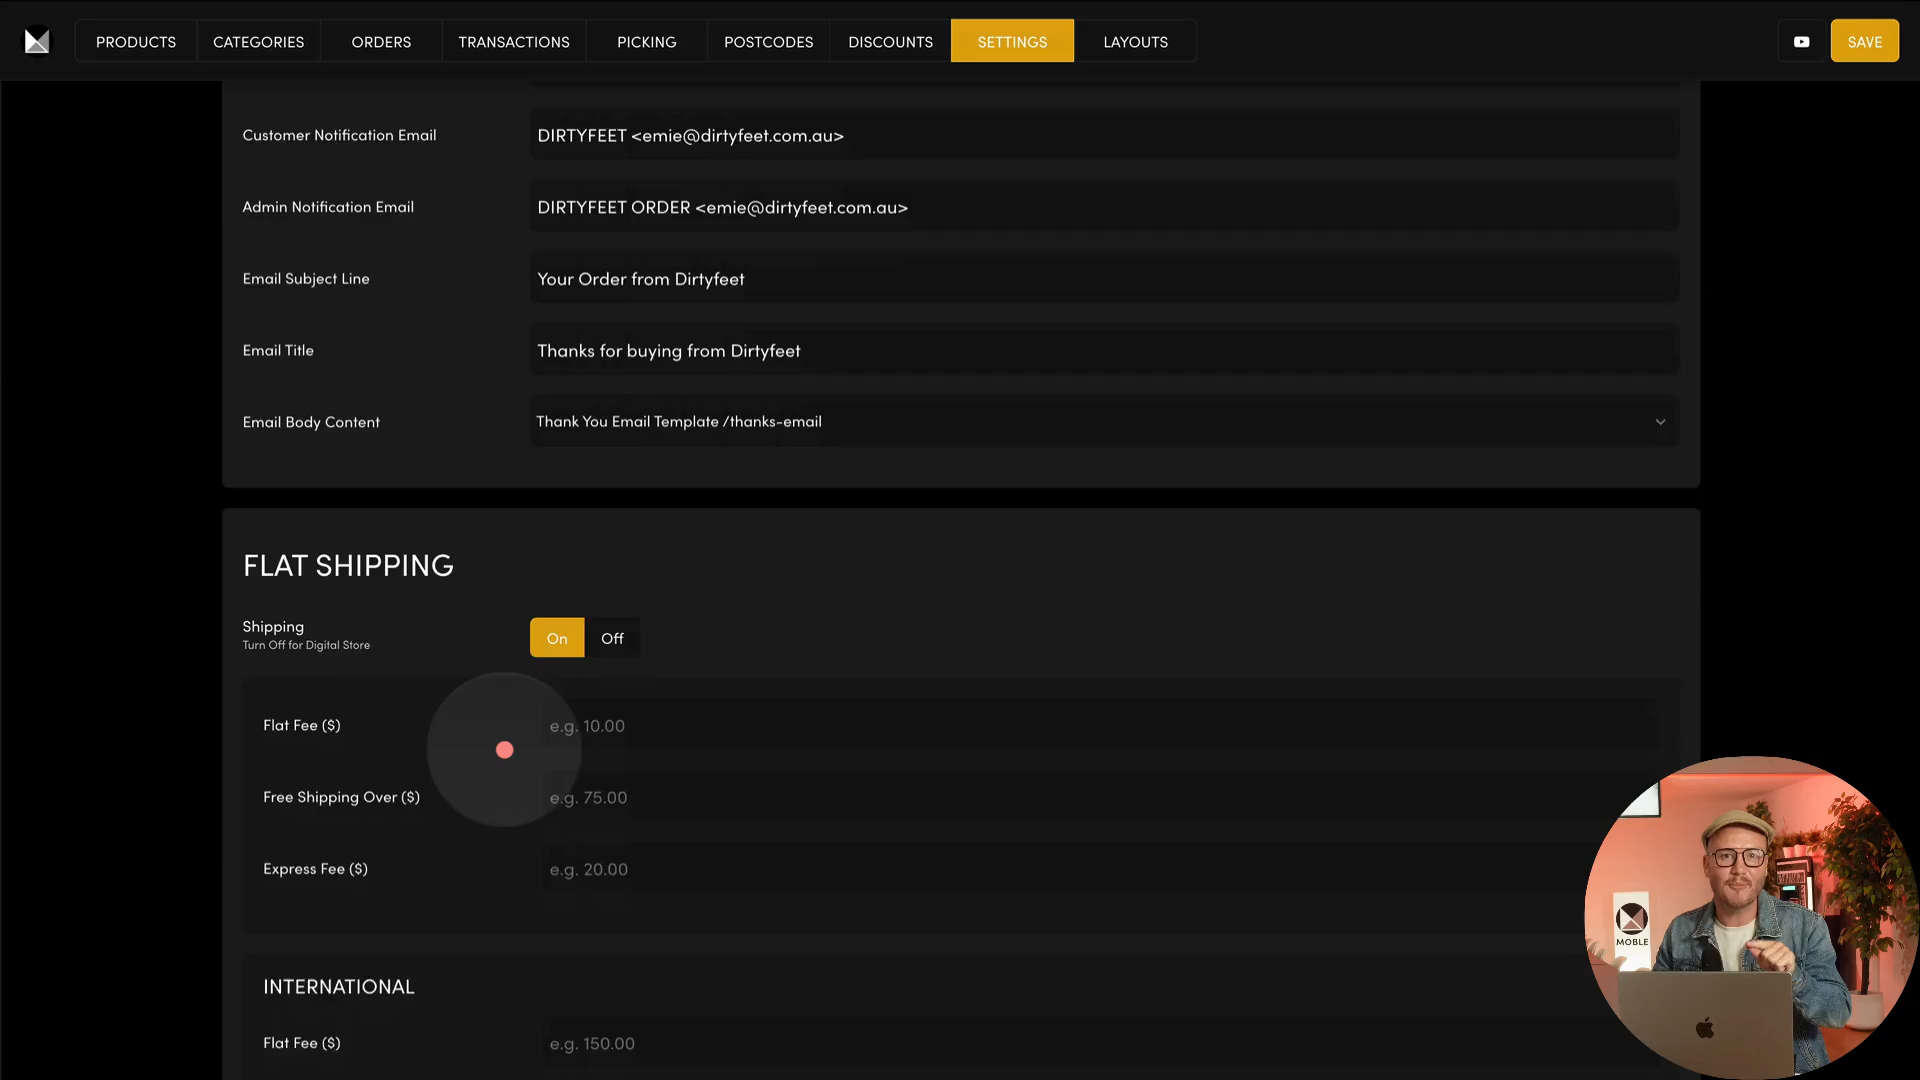 PRODUCTS CATEGORIES ORDERS TRANSACTIONS PICKING POSTCODES DISCOUNTS SETTINGS LAYOUTS SAVE
Customer Notification Email DIRTYFEET <emie@dirtyfeet.com.au>
Admin Notification Email DIRTYFEET ORDER <emie@dirtyfeet.com.au>
Email Subject Line Your Order from Dirtyfeet
Email Title Thanks for buying from Dirtyfeet
Email Body Content Thank You Email Template /thanks-email
FLAT SHIPPING
Shipping
Turn Off for Digital Store
On Off
Flat Fee ($) e.g. 10.00
Free Shipping Over ($) e.g. 75.00
Express Fee ($) e.g. 20.00
INTERNATIONAL
Flat Fee ($) e.g. 150.00
MOBLE